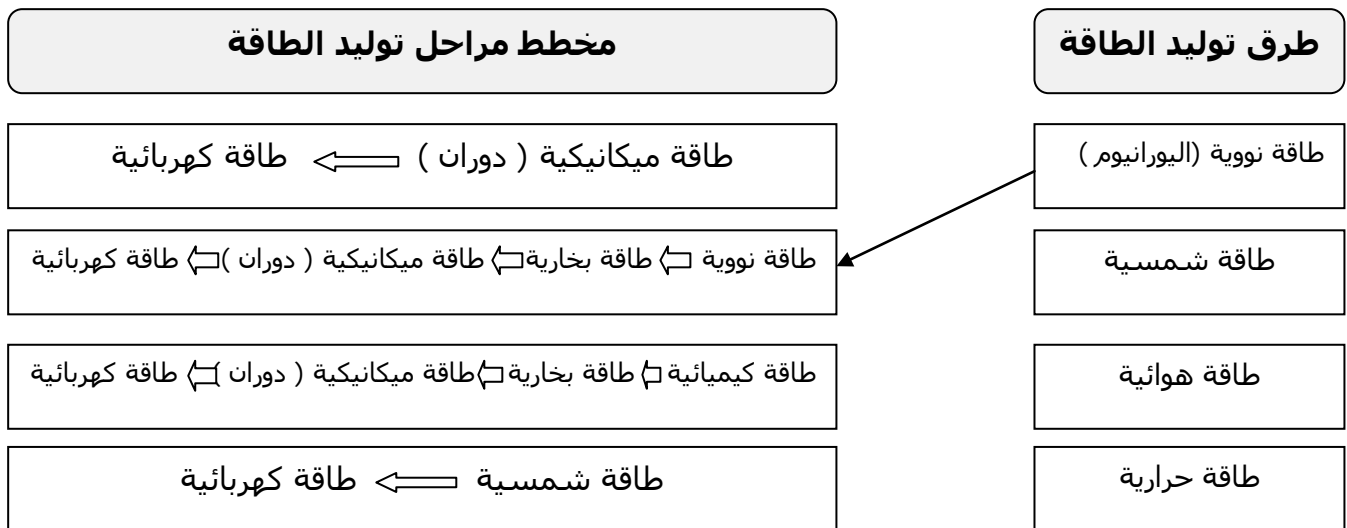 طرق توليد الطاقة
مخطط مراحل توليد الطاقة
طاقة نووية (اليورانيوم )
طاقة ميكانيكية ( دوران ) ⇐ طاقة كهربائية
طاقة شمسية
طاقة نووية ⇐ طاقة بخارية ⇐ طاقة ميكانيكية ( دوران ) ⇐ طاقة كهربائية
طاقة هوائية
طاقة كيميائية ⇐ طاقة بخارية ⇐ طاقة ميكانيكية ( دوران ) ⇐ طاقة كهربائية
طاقة حرارية
طاقة شمسية ⇐ طاقة كهربائية